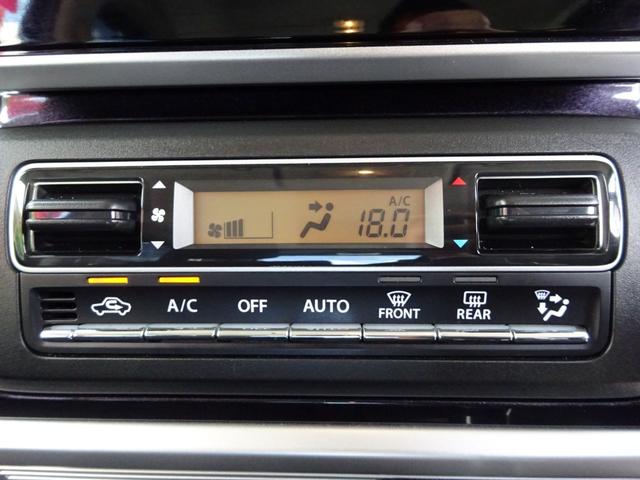 A/C
18.0
A/C OFF AUTO FRONT REAR